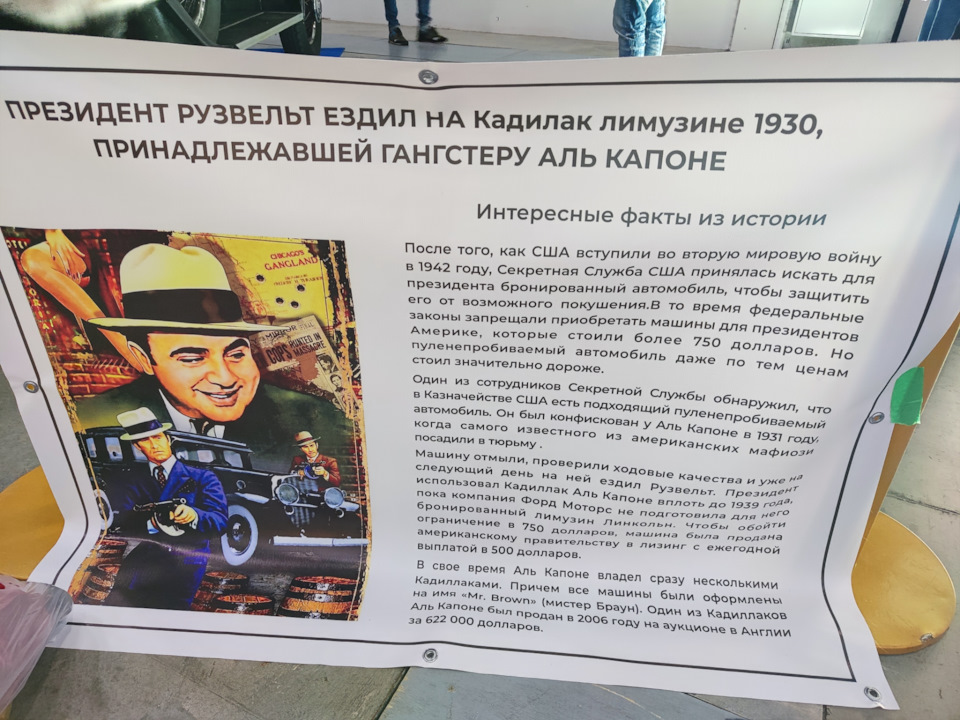 ПРЕЗИДЕНТ РУЗВЕЛЬТ ЕЗДИЛ НА Кадилак лимузине 1930,
ПРИНАДЛЕЖАВШЕЙ ГАНГСТЕРУ АЛЬ КАПОНЕ
Интересные факты из истории
После того, как США вступили во вторую мировую войну
в 1942 году, Секретная Служба США принялась искать для
президента бронированный автомобиль, чтобы защитить
его от возможного покушения.В то время федеральные
законы запрещали приобретать машины для президентов
Америке, которые стоили более 750 долларов. Но
пуленепробиваемый автомобиль даже по тем ценам
стоил значительно дороже.
Один из сотрудников Секретной Службы обнаружил, что
в Казначействе США есть подходящий пуленепробиваемый
автомобиль. Он был конфискован у Аль Капоне в 1931 году,
когда самого известного из американских мафиози
посадили в тюрьму .
Машину отмыли, проверили ходовые качества и уже на
следующий день на ней ездил Рузвельт. Президент
использовал Кадиллак Аль Капоне вплоть до 1939 года,
пока компания Форд Моторс не подготовила для него
бронированный лимузин Линкольн. Чтобы обойти
ограничение в 750 долларов, машина была продана
американскому правительству в лизинг с ежегодной
выплатой в 500 долларов.
В свое время Аль Капоне владел сразу несколькими
Кадиллаками. Причем все машины были оформлены
на имя «Mr. Brown» (мистер Браун). Один из Кадиллаков
Аль Капоне был продан в 2006 году на аукционе в Англии
за 622 000 долларов.
CHICAGO'S
GANGLAND
COPS HUNTED IN
MASSACRE